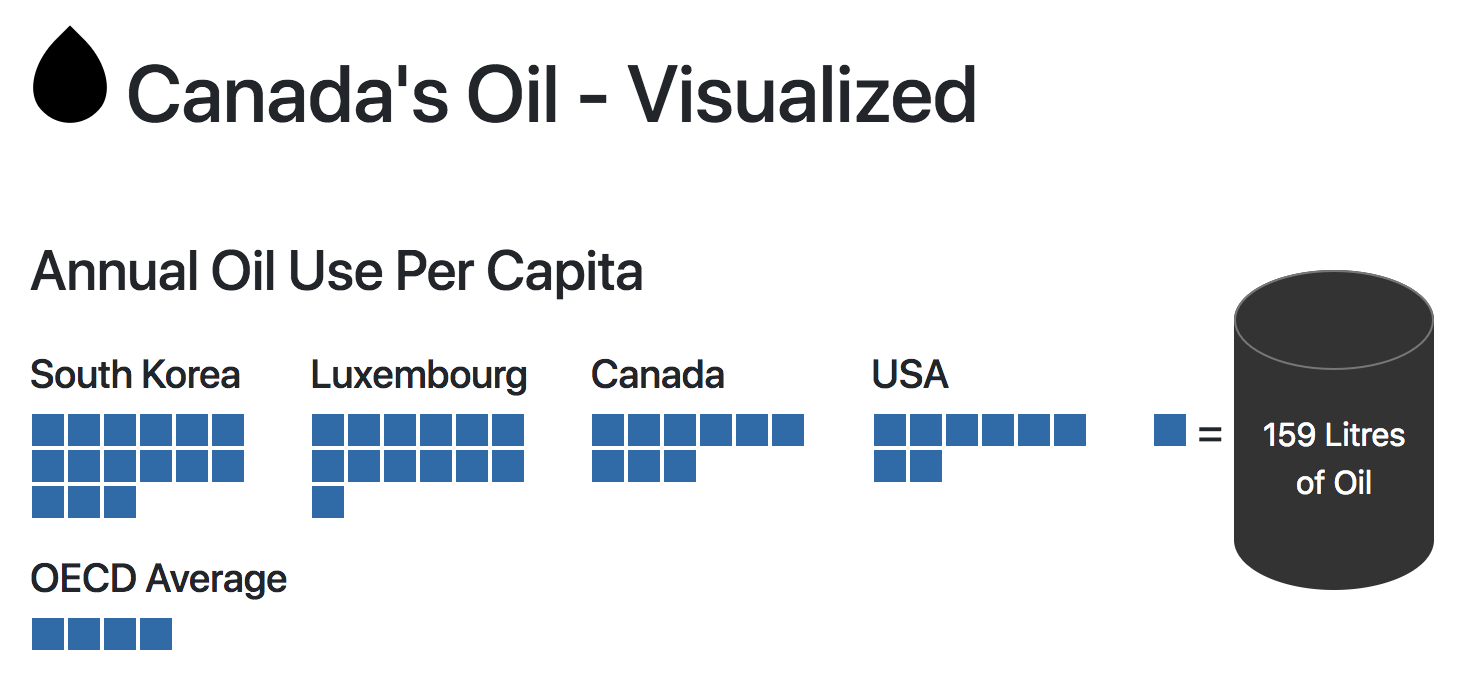 Canada's Oil - Visualized
Annual Oil Use Per Capita
South Korea
Luxembourg
Canada
USA
=
159 Litres
of Oil
OECD Average